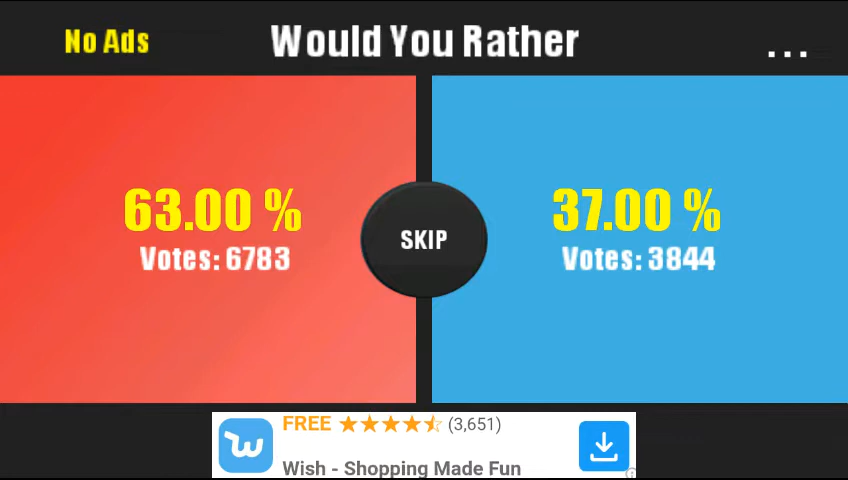 No Ads
Would You Rather
...
63.00 %
Votes: 6783
SKIP
37.00 %
Votes: 3844
FREE (3,651)
Wish - Shopping Made Fun